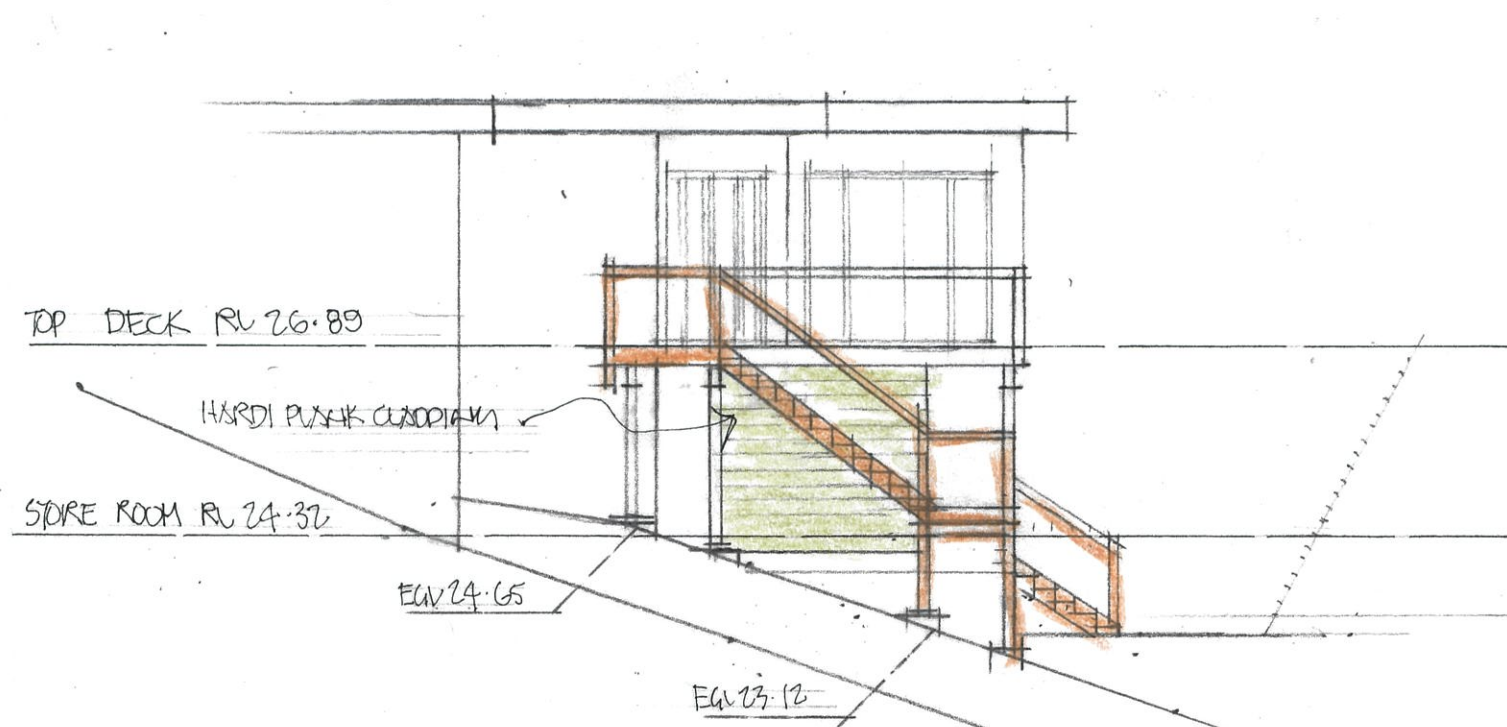 TOP DECK RL 26.89
HARDI PLANK CLADDING
STORE ROOM RL 24.32
EGL 24.65
EGL 23.12